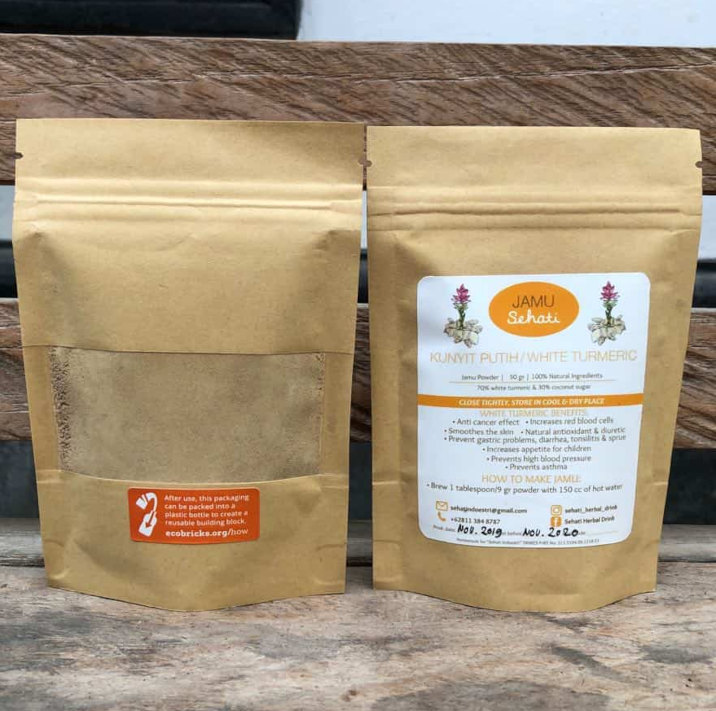 After use, this packaging
can be packed into a
plastic bottle to create a
reusable building block.
ecobricks.org/how
JAMU
Sehati
KUNYIT PUTIH/WHITE TURMERIC
Jamu Powder | 50 gr | 100% Natural Ingredients
70% white turmeric & 30% coconut sugar
CLOSE TIGHTLY, STORE IN COOL & DRY PLACE
WHITE TURMERIC BENEFITS:
• Anti cancer effect • Increases red blood cells
• Smoothes the skin • Natural antioxidant & diuretic
• Prevent gastric problems, diarrhea, tonsilitis & sprue
• Increases appetite for children
• Prevents high blood pressure
• Prevents asthma
HOW TO MAKE JAMU:
• Brew 1 tablespoon/9 gr powder with 150 cc of hot water
sehatjndoestri@gmail.com sehati_herbal_drink
+62811 384 8787 Sehati Herbal Drink
Prod. Date: Nov. 2019 before: Nov. 2020